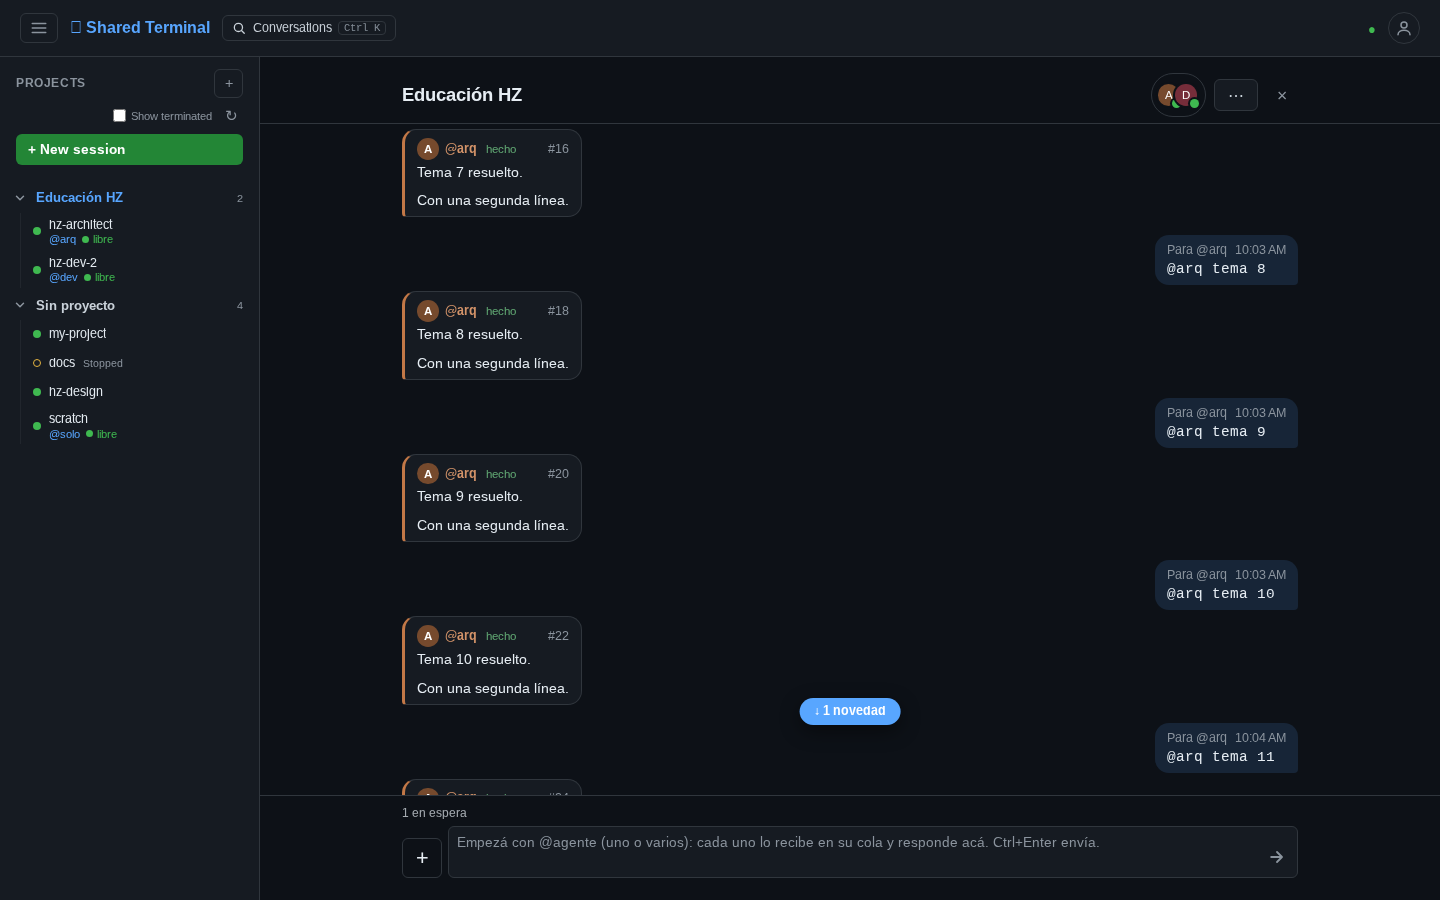 Shared Terminal
Conversations Ctrl K
PROJECTS
+
Show terminated ↻
+ New session
Educación HZ 2
hz-architect
@arq libre
hz-dev-2
@dev libre
Sin proyecto 4
my-project
docs Stopped
hz-design
scratch
@solo libre
Educación HZ
A D ⋯ ×
A @arq hecho #16
Tema 7 resuelto.
Con una segunda línea.
Para @arq 10:03 AM
@arq tema 8
A @arq hecho #18
Tema 8 resuelto.
Con una segunda línea.
Para @arq 10:03 AM
@arq tema 9
A @arq hecho #20
Tema 9 resuelto.
Con una segunda línea.
Para @arq 10:03 AM
@arq tema 10
A @arq hecho #22
Tema 10 resuelto.
Con una segunda línea.
↓ 1 novedad
Para @arq 10:04 AM
@arq tema 11
1 en espera
+
Empezá con @agente (uno o varios): cada uno lo recibe en su cola y responde acá. Ctrl+Enter envía.